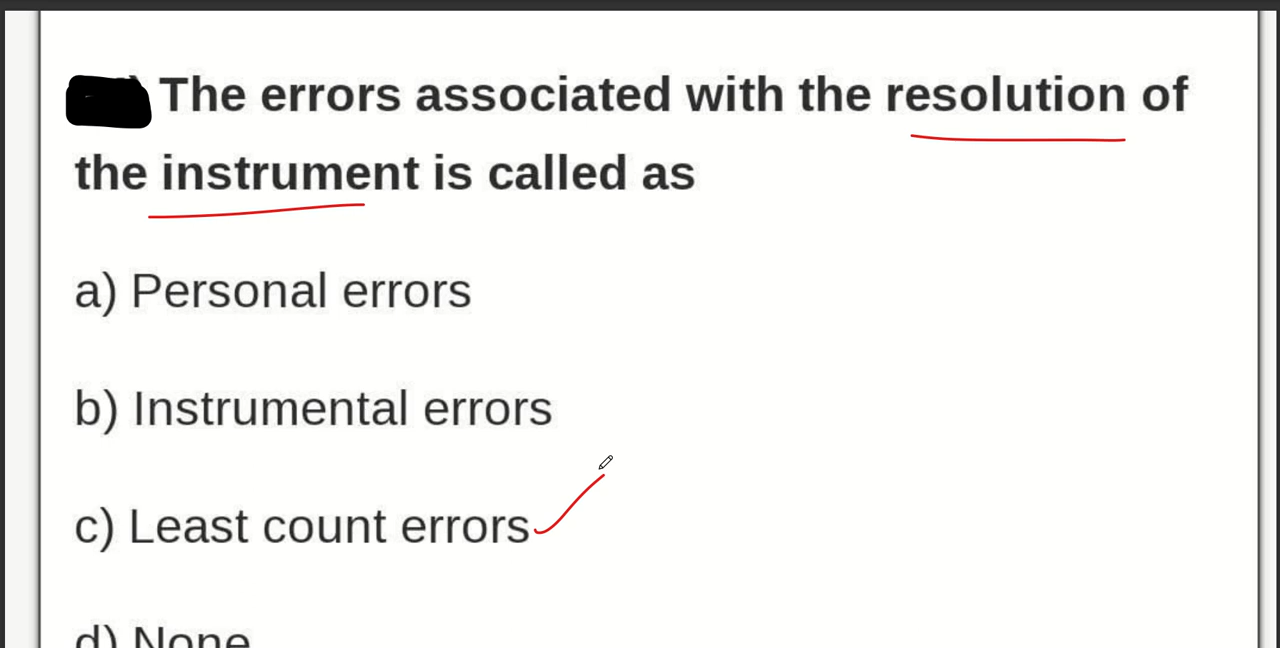 The errors associated with the resolution of
the instrument is called as
a) Personal errors
b) Instrumental errors
c) Least count errors
d) None